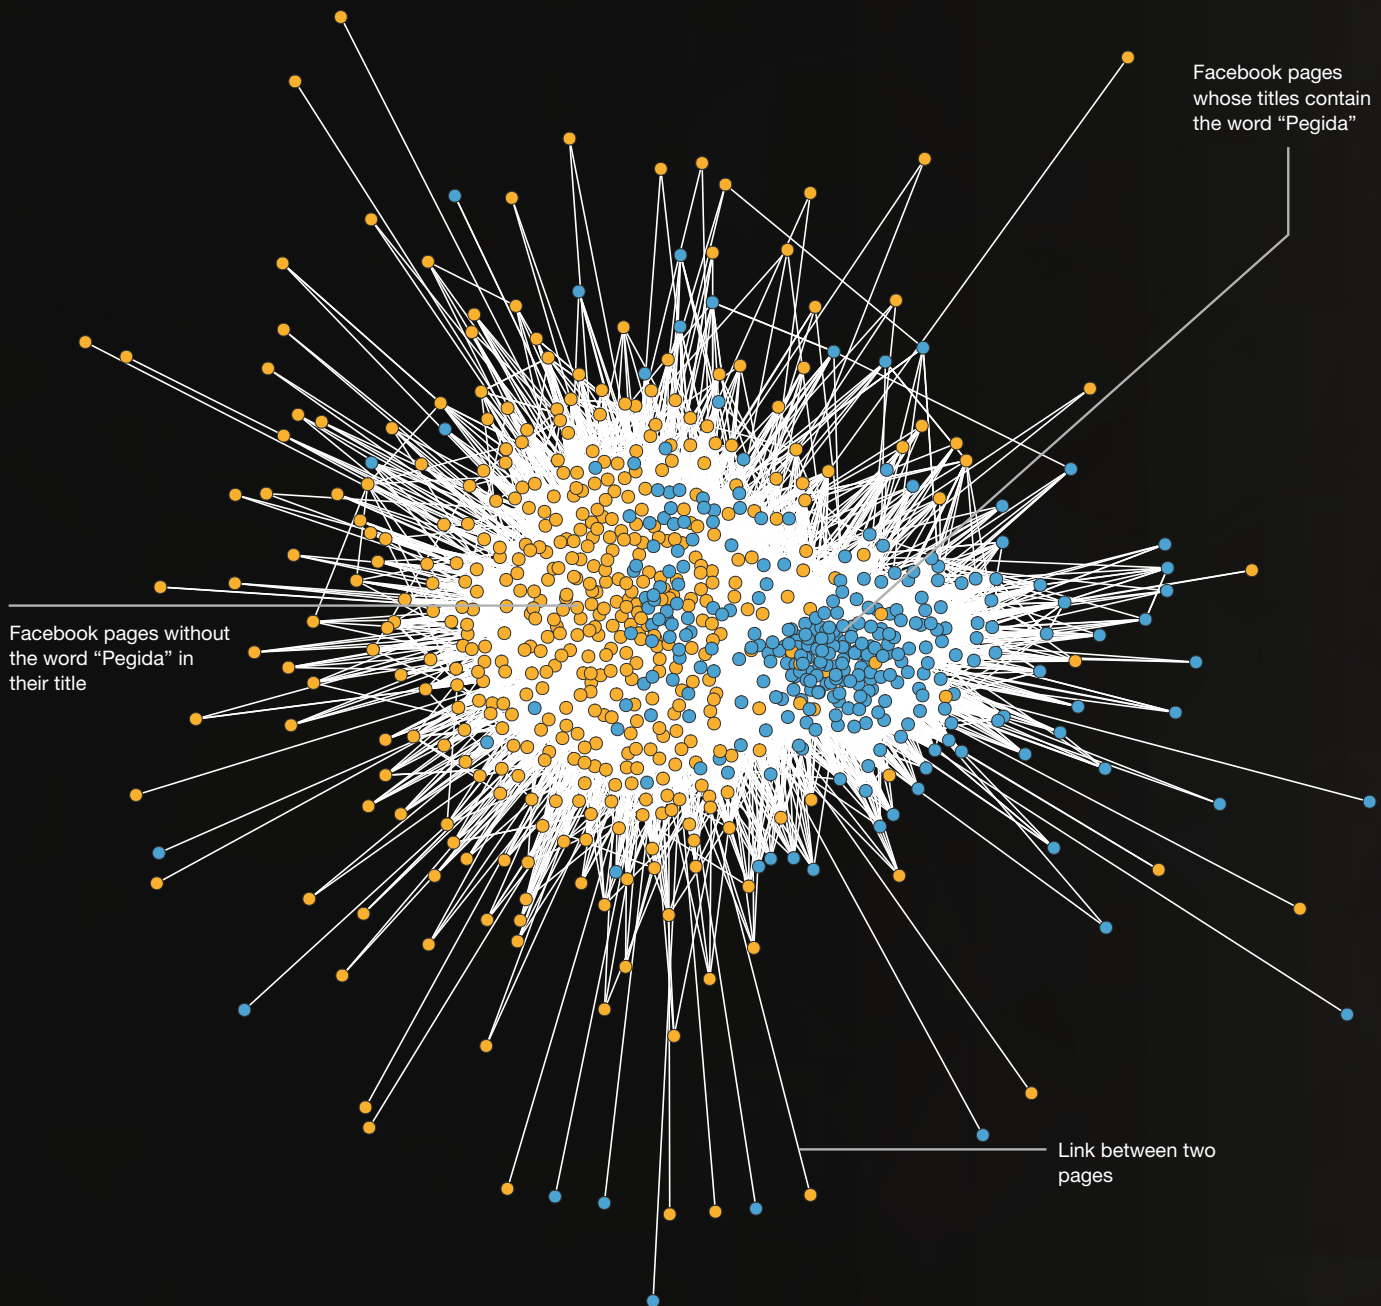 Facebook pages
whose titles contain
the word “Pegida”
Facebook pages without
the word “Pegida” in
their title
Link between two
pages